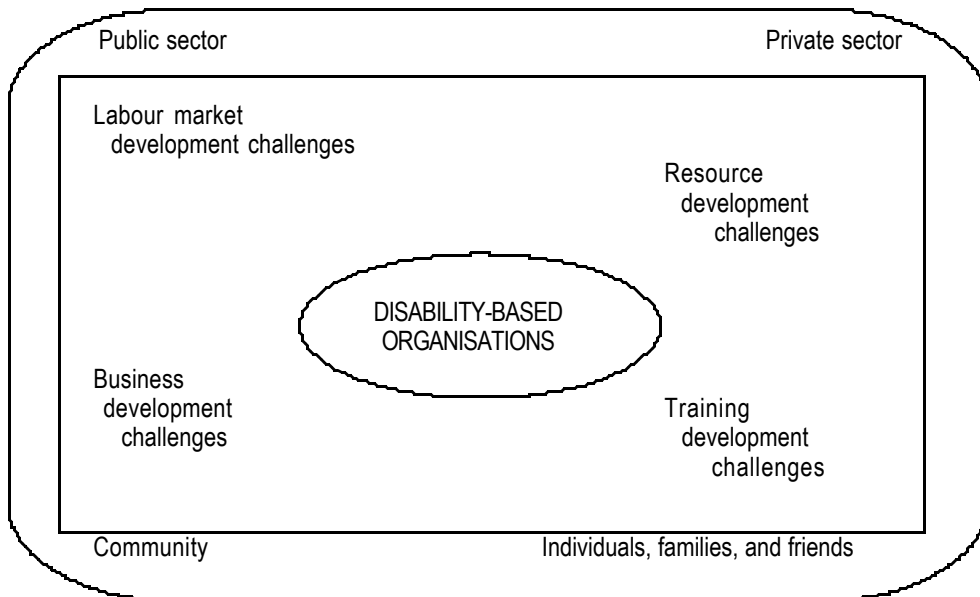 Public sector
Private sector
Labour market
development challenges
Resource
development
challenges
DISABILITY-BASED
ORGANISATIONS
Business
development
challenges
Training
development
challenges
Community
Individuals, families, and friends